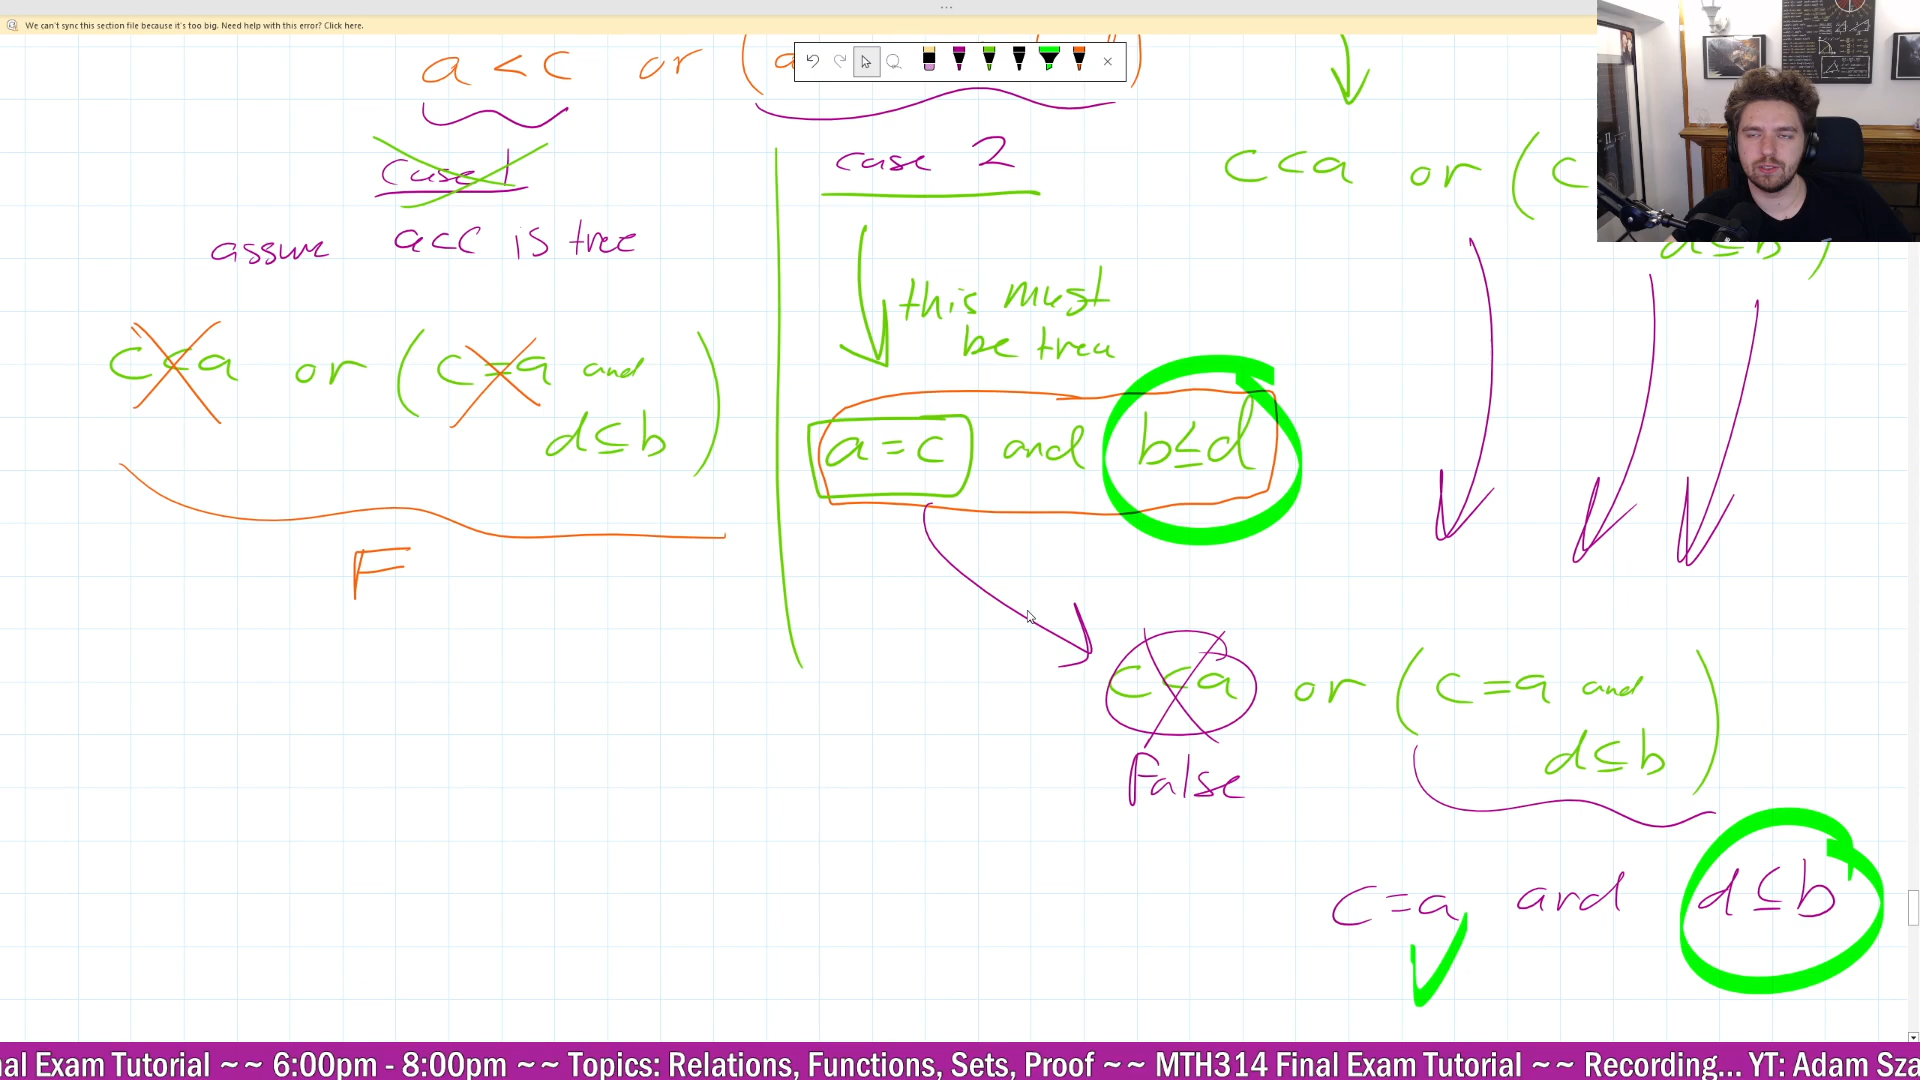 We can't sync this section file because it's too big. Need help with this error? Click here.
a < c or (a
case 1
assume a<c is true
c<a or (c=a and
d≤b)
F
case 2
this must
be true
a=c and b≤d
c<a or (c
d≤b)
c<a or (c=a and
d≤b)
False
c=a and d≤b
al Exam Tutorial ~~ 6:00pm - 8:00pm ~~ Topics: Relations, Functions, Sets, Proof ~~ MTH314 Final Exam Tutorial ~~ Recording... YT: Adam Sza